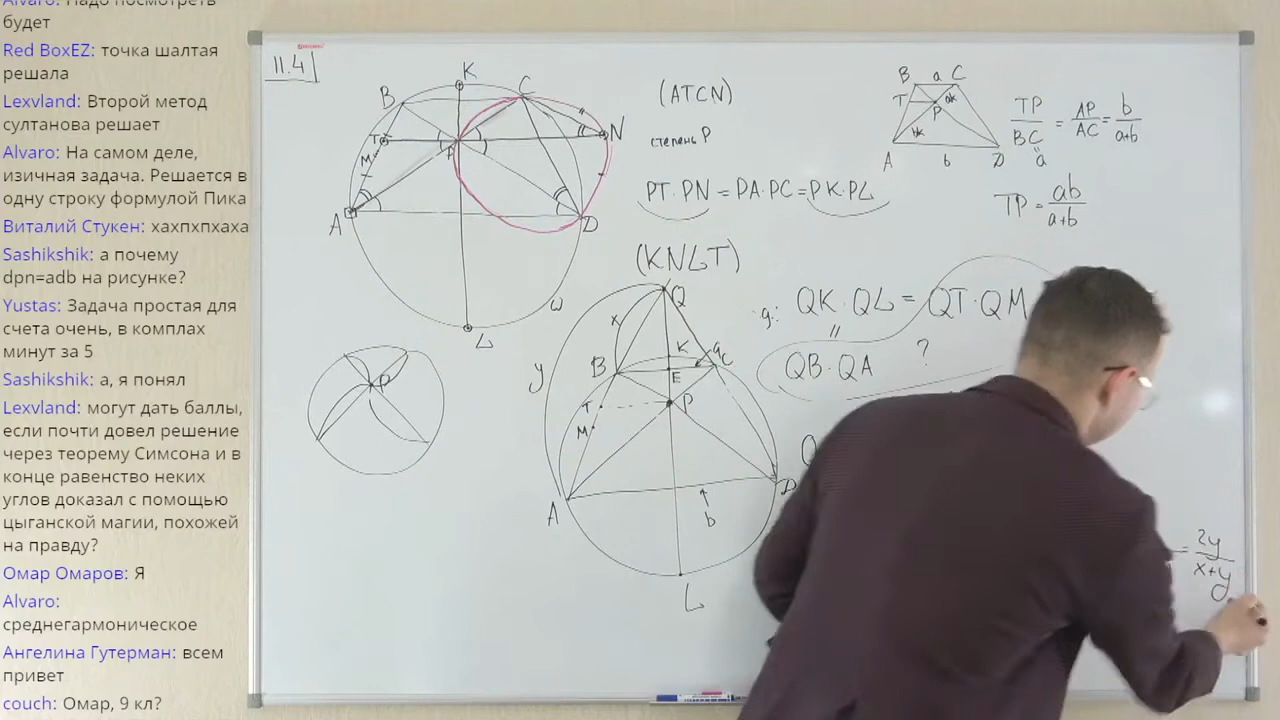 Alvaro: Надо посмотреть
будет
Red BoxEZ: точка шалтая
решала
Lexvland: Второй метод
султанова решает
Alvaro: На самом деле,
изичная задача. Решается в
одну строку формулой Пика
Виталий Стукен: хахпхпхаха
Sashikshik: а почему
dpn=adb на рисунке?
Yustas: Задача простая для
счета очень, в комплах
минут за 5
Sashikshik: а, я понял
Lexvland: могут дать баллы,
если почти довел решение
через теорему Симсона и в
конце равенство неких
углов доказал с помощью
цыганской магии, похожей
на правду?
Омар Омаров: Я
Alvaro:
среднегармоническое
Ангелина Гутерман: всем
привет
couch: Омар, 9 кл?
11.4
K
B
C
T
P
N
M
A
D
ω
L
P
(ATCN)
степень P
PT·PN = PA·PC = PK·PL
(KNLT)
Q
x
y
B
K
a
C
E
T
P
M
A
D
b
L
QK·QL = QT·QM
"
QB·QA ?
B a C
T
P
A b D
TP/BC = AP/AC = b/(a+b)
"
a
TP = ab/(a+b)
= 2y/(x+y)